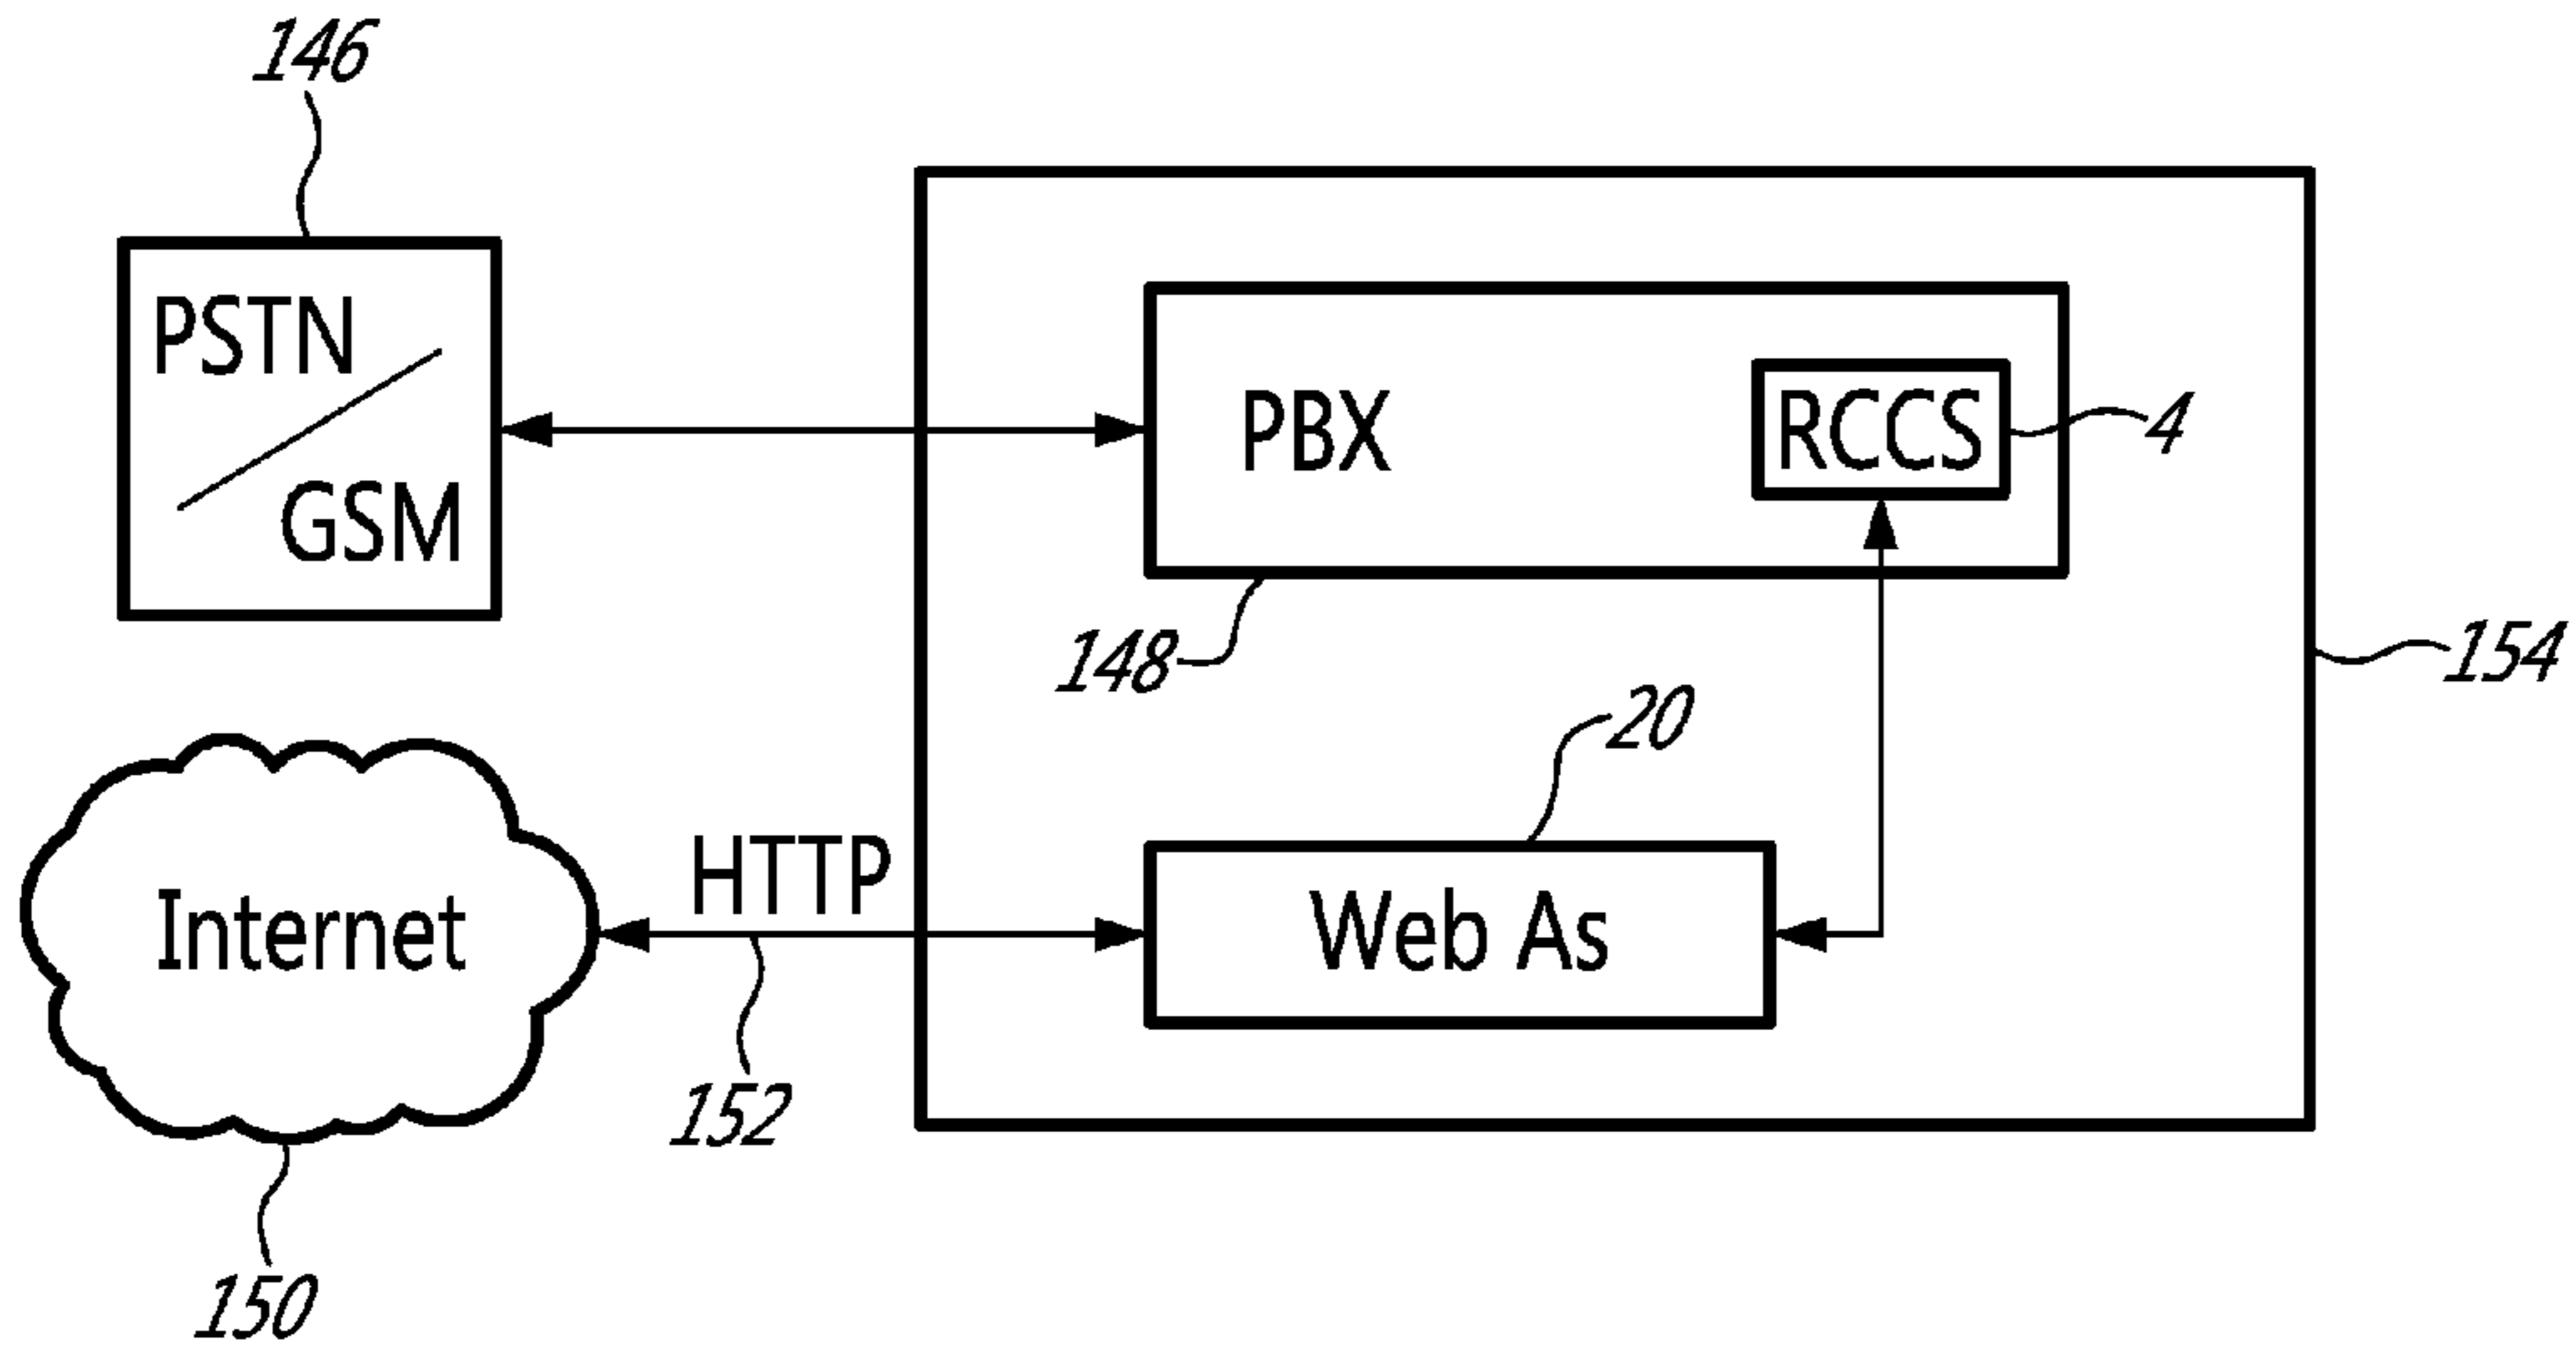 146
PSTN
GSM
PBX
RCCS
4
148
154
20
HTTP
Internet
Web As
152
150